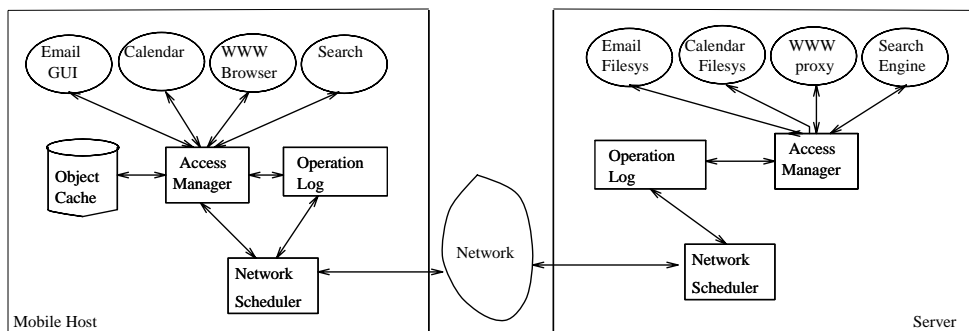 Email
GUI
Calendar
WWW
Browser
Search
Object
Cache
Access
Manager
Operation
Log
Network
Scheduler
Mobile Host
Network
Email
Filesys
Calendar
Filesys
WWW
proxy
Search
Engine
Operation
Log
Access
Manager
Network
Scheduler
Server